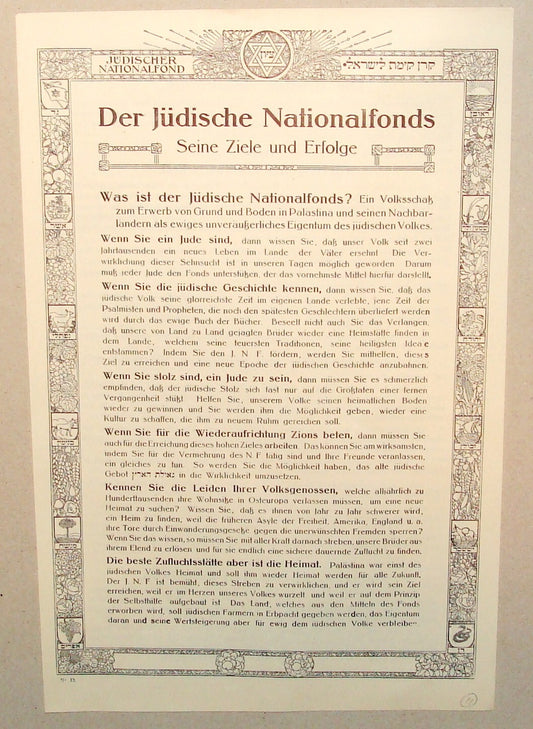 ציון
JÜDISCHER
NATIONALFOND
קרן קימת לישראל
Der Jüdische Nationalfonds
Seine Ziele und Erfolge
Was ist der Jüdische Nationalfonds? Ein Volksschatz
zum Erwerb von Grund und Boden in Palästina und seinen Nachbar-
ländern als ewiges unveräußerliches Eigentum des jüdischen Volkes.
Wenn Sie ein Jude sind, dann wissen Sie, daß unser Volk seit zwei
Jahrtausenden ein neues Leben im Lande der Väter ersehnt. Die Ver-
wirklichung dieser Sehnsucht ist in unseren Tagen möglich geworden. Darum
muß jeder Jude den Fonds unterstützen, der das vornehmste Mittel hierfür darstellt.
Wenn Sie die jüdische Geschichte kennen, dann wissen Sie, daß das
jüdische Volk seine glorreichste Zeit im eigenen Lande verlebte, jene Zeit der
Psalmisten und Propheten, die noch den spätesten Geschlechtern überliefert werden
wird durch das ewige Buch der Bücher. Beseelt nicht auch Sie das Verlangen,
daß unsere von Land zu Land gejagten Brüder wieder eine Heimstätte finden in
dem Lande, welchem seine teuersten Traditionen, seine heiligsten Ideale
entstammen? Indem Sie den J. N. F. fördern, werden Sie mithelfen, dieses
Ziel zu erreichen und eine neue Epoche der jüdischen Geschichte anzubahnen.
Wenn Sie stolz sind, ein Jude zu sein, dann müssen Sie es schmerzlich
empfinden, daß der jüdische Stolz sich fast nur auf die Großtaten einer fernen
Vergangenheit stützt. Helfen Sie, unserem Volke seinen heimatlichen Boden
wieder zu gewinnen und Sie werden ihm die Möglichkeit geben, wieder eine
Kultur zu schaffen, die ihm zu neuem Ruhm gereichen soll.
Wenn Sie für die Wiederaufrichtung Zions beten, dann müssen Sie
auch für die Erreichung dieses hohen Zieles arbeiten. Das können Sie am wirksamsten,
indem Sie für die Vermehrung des N.F. tätig sind und Ihre Freunde veranlassen,
ein gleiches zu tun. So werden Sie die Möglichkeit haben, das alte jüdische
Gebot גאולת הארץ in die Wirklichkeit umzusetzen.
Kennen Sie die Leiden Ihrer Volksgenossen, welche alljährlich zu
Hunderttausenden ihre Wohnsitze in Osteuropa verlassen müssen, um eine neue
Heimat zu suchen? Wissen Sie, daß es ihnen von Jahr zu Jahr schwerer wird,
ein Heim zu finden, weil die früheren Asyle der Freiheit, Amerika, England u. a.
ihre Tore durch Einwanderungsgesetze gegen die unerwünschten Fremden sperren?
Wenn Sie das wissen, so müssen Sie mit aller Kraft danach streben, unsere Brüder aus
ihrem Elend zu erlösen und für sie endlich eine sichere dauernde Zuflucht zu finden.
Die beste Zufluchtsstätte aber ist die Heimat. Palästina war einst des
jüdischen Volkes Heimat und soll ihm wieder Heimat werden für alle Zukunft.
Der J. N. F. ist bemüht, dieses Streben zu verwirklichen, und er wird sein Ziel
erreichen, weil er im Herzen unseres Volkes wurzelt und weil er auf dem Prinzip
der Selbsthilfe aufgebaut ist. Das Land, welches aus den Mitteln des Fonds
erworben wird, soll jüdischen Farmern in Erbpacht gegeben werden, das Eigentum
daran und seine Wertsteigerung aber für ewig dem jüdischen Volke verbleiben.
ראובן
גד
אשר
נפתלי
אפרים
דן